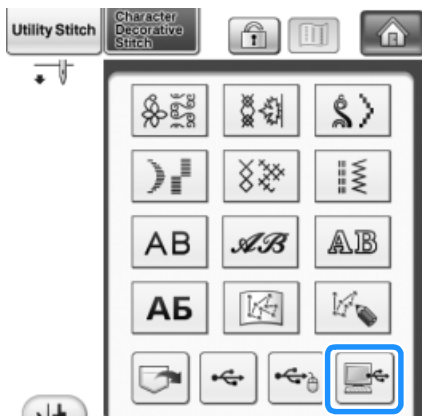 Utility Stitch
Character
Decorative
Stitch
AB
AB
AB
АБ